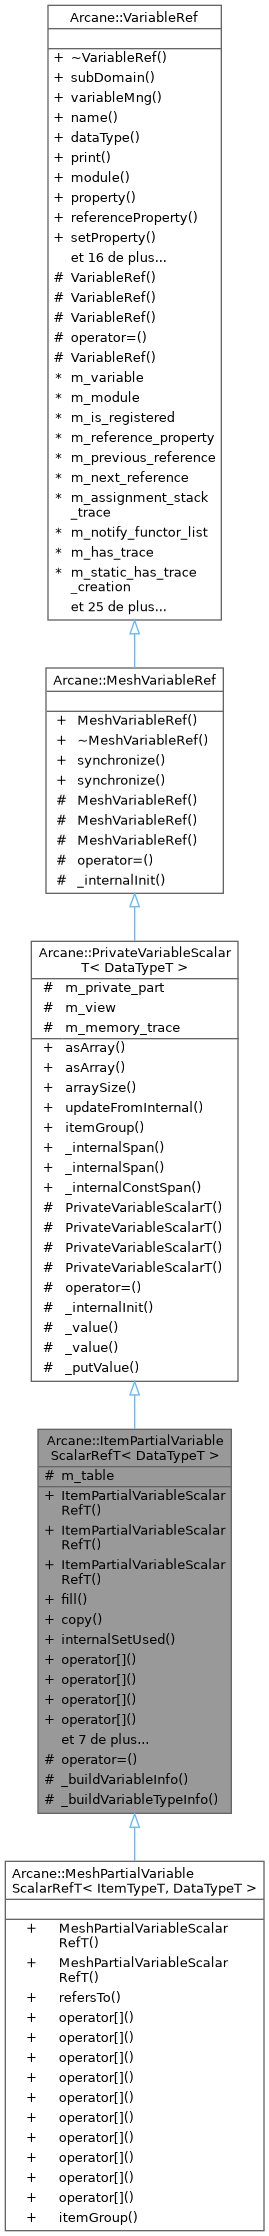 Arcane::VariableRef
+ ~VariableRef()
+ subDomain()
+ variableMng()
+ name()
+ dataType()
+ print()
+ module()
+ property()
+ referenceProperty()
+ setProperty()
et 16 de plus...
# VariableRef()
# VariableRef()
# VariableRef()
# operator=()
# VariableRef()
* m_variable
* m_module
* m_is_registered
* m_reference_property
* m_previous_reference
* m_next_reference
* m_assignment_stack
_trace
* m_notify_functor_list
* m_has_trace
* m_static_has_trace
_creation
et 25 de plus...
Arcane::MeshVariableRef
+ MeshVariableRef()
+ ~MeshVariableRef()
+ synchronize()
+ synchronize()
# MeshVariableRef()
# MeshVariableRef()
# MeshVariableRef()
# operator=()
# _internalInit()
Arcane::PrivateVariableScalar
T< DataTypeT >
# m_private_part
# m_view
# m_memory_trace
+ asArray()
+ asArray()
+ arraySize()
+ updateFromInternal()
+ itemGroup()
+ _internalSpan()
+ _internalSpan()
+ _internalConstSpan()
# PrivateVariableScalarT()
# PrivateVariableScalarT()
# PrivateVariableScalarT()
# PrivateVariableScalarT()
# operator=()
# _internalInit()
# _value()
# _value()
# _putValue()
Arcane::ItemPartialVariable
ScalarRefT< DataTypeT >
# m_table
+ ItemPartialVariableScalar
RefT()
+ ItemPartialVariableScalar
RefT()
+ ItemPartialVariableScalar
RefT()
+ fill()
+ copy()
+ internalSetUsed()
+ operator[]()
+ operator[]()
+ operator[]()
+ operator[]()
et 7 de plus...
# operator=()
# _buildVariableInfo()
# _buildVariableTypeInfo()
Arcane::MeshPartialVariable
ScalarRefT< ItemTypeT, DataTypeT >
+ MeshPartialVariableScalar
RefT()
+ MeshPartialVariableScalar
RefT()
+ refersTo()
+ operator[]()
+ operator[]()
+ operator[]()
+ operator[]()
+ operator[]()
+ operator[]()
+ operator[]()
+ operator[]()
+ operator[]()
+ operator[]()
+ itemGroup()